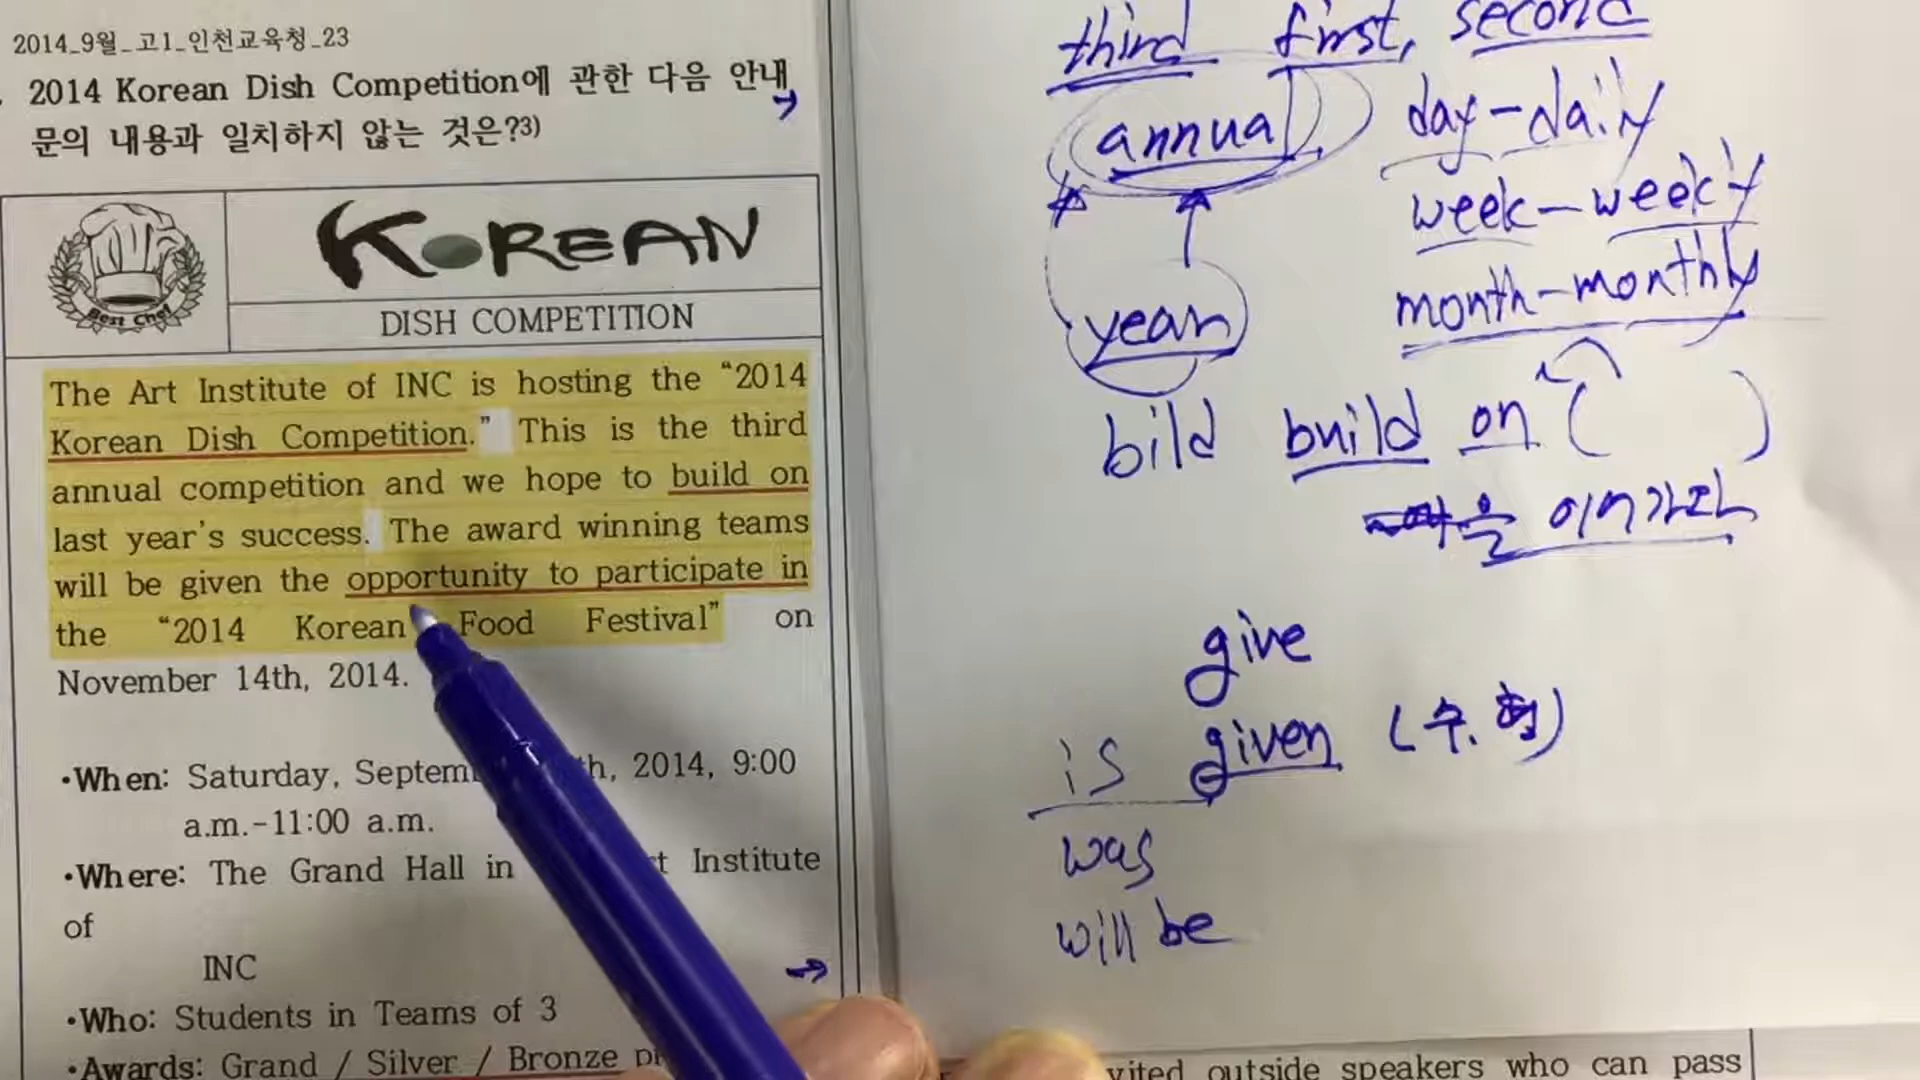 2014_9월_고1_인천교육청_23
2014 Korean Dish Competition에 관한 다음 안내
문의 내용과 일치하지 않는 것은?3)
Best Chef
KOREAN
DISH COMPETITION
The Art Institute of INC is hosting the “2014
Korean Dish Competition.” This is the third
annual competition and we hope to build on
last year’s success. The award winning teams
will be given the opportunity to participate in
the “2014 Korean Food Festival” on
November 14th, 2014.
•When: Saturday, 2014, 9:00
a.m.-11:00 a.m.
•Where: The Grand Hall in Institute
of
INC
•Who: Students in Teams of 3
•Awards: Grand / Silver / Bronze
third first, second
annual day-daily
week-weekly
year month-monthly
bild build on ( )
을 이어가다
give
is given (수.형)
was
will be
outside speakers who can pass